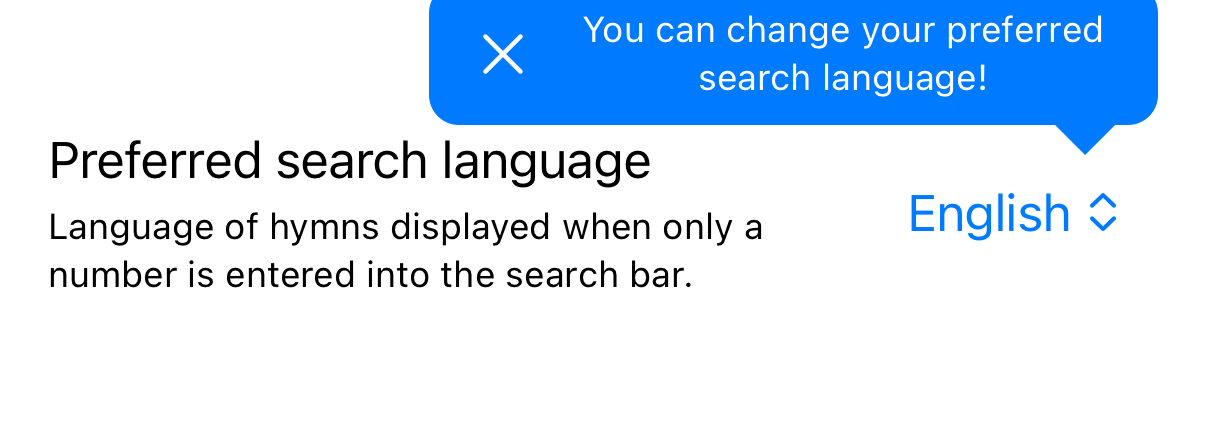 You can change your preferred
search language!
Preferred search language
Language of hymns displayed when only a
number is entered into the search bar.
English